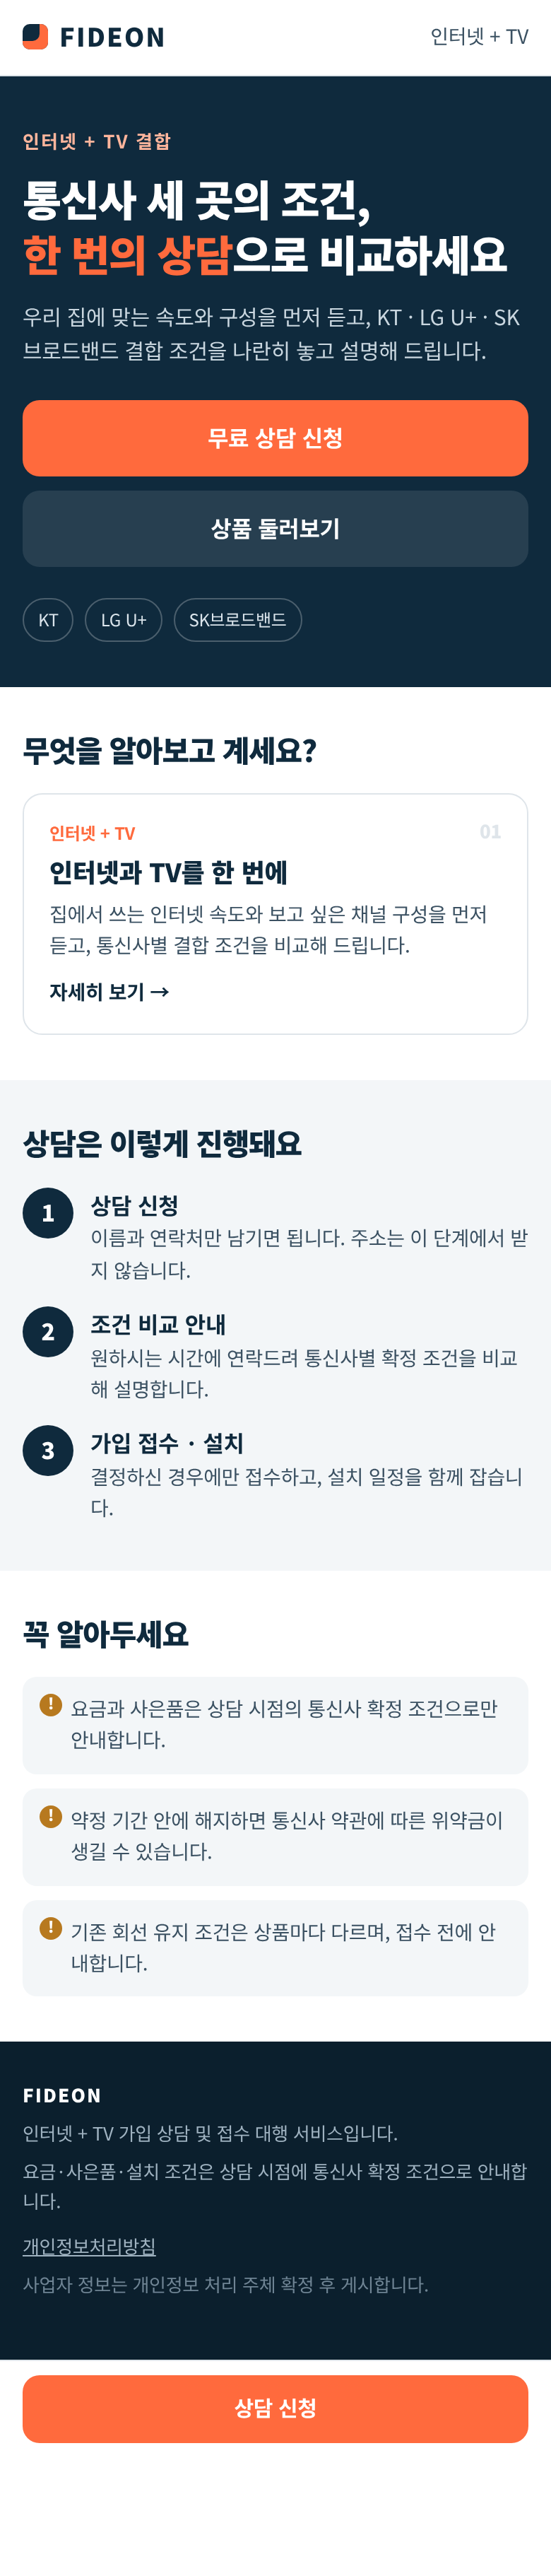 FIDEON
인터넷 + TV
인터넷 + TV 결합
통신사 세 곳의 조건,
한 번의 상담으로 비교하세요
우리 집에 맞는 속도와 구성을 먼저 듣고, KT · LG U+ · SK
브로드밴드 결합 조건을 나란히 놓고 설명해 드립니다.
무료 상담 신청
상품 둘러보기
KT
LG U+
SK브로드밴드
무엇을 알아보고 계세요?
인터넷 + TV
01
인터넷과 TV를 한 번에
집에서 쓰는 인터넷 속도와 보고 싶은 채널 구성을 먼저
듣고, 통신사별 결합 조건을 비교해 드립니다.
자세히 보기 →
상담은 이렇게 진행돼요
1
상담 신청
이름과 연락처만 남기면 됩니다. 주소는 이 단계에서 받
지 않습니다.
2
조건 비교 안내
원하시는 시간에 연락드려 통신사별 확정 조건을 비교
해 설명합니다.
3
가입 접수 · 설치
결정하신 경우에만 접수하고, 설치 일정을 함께 잡습니
다.
꼭 알아두세요
!
요금과 사은품은 상담 시점의 통신사 확정 조건으로만
안내합니다.
!
약정 기간 안에 해지하면 통신사 약관에 따른 위약금이
생길 수 있습니다.
!
기존 회선 유지 조건은 상품마다 다르며, 접수 전에 안
내합니다.
FIDEON
인터넷 + TV 가입 상담 및 접수 대행 서비스입니다.
요금·사은품·설치 조건은 상담 시점에 통신사 확정 조건으로 안내합
니다.
개인정보처리방침
사업자 정보는 개인정보 처리 주체 확정 후 게시합니다.
상담 신청